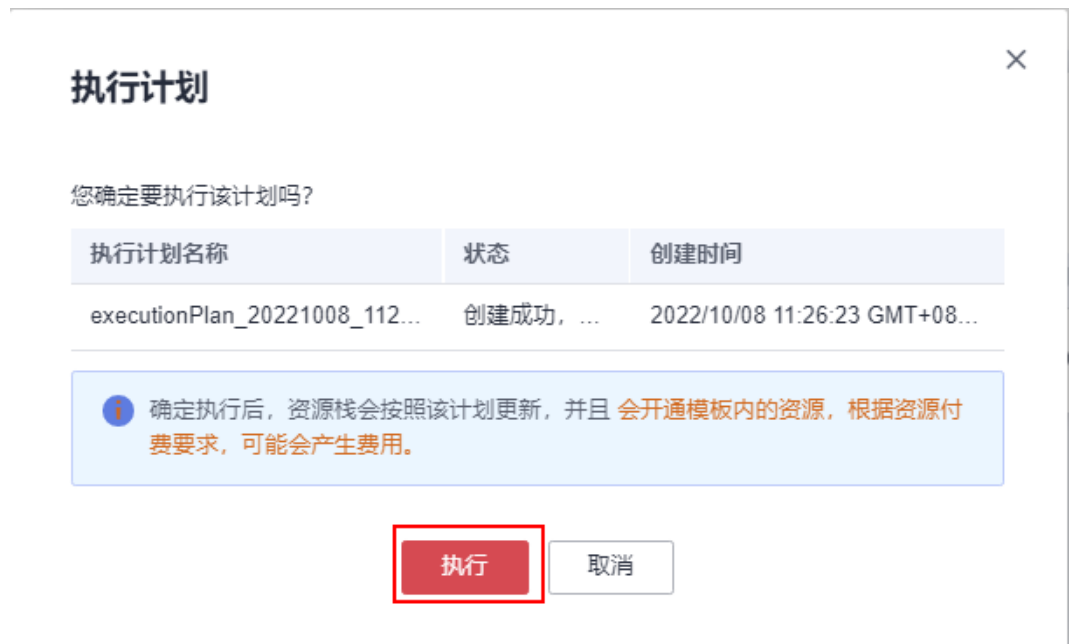 执行计划
您确定要执行该计划吗？
执行计划名称 状态 创建时间
executionPlan_20221008_112... 创建成功，... 2022/10/08 11:26:23 GMT+08...
确定执行后，资源栈会按照该计划更新，并且 会开通模板内的资源，根据资源付
费要求，可能会产生费用。
执行 取消